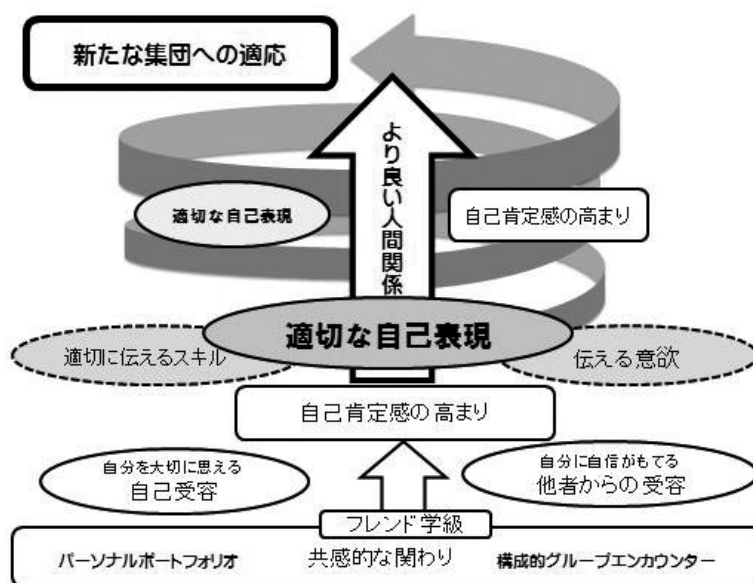 新たな集団への適応
より良い人間関係
適切な自己表現
自己肯定感の高まり
適切な自己表現
適切に伝えるスキル
伝える意欲
自己肯定感の高まり
自分を大切に思える
自己受容
自分に自信がもてる
他者からの受容
フレンド学級
パーソナルポートフォリオ
共感的な関わり
構成的グループエンカウンター